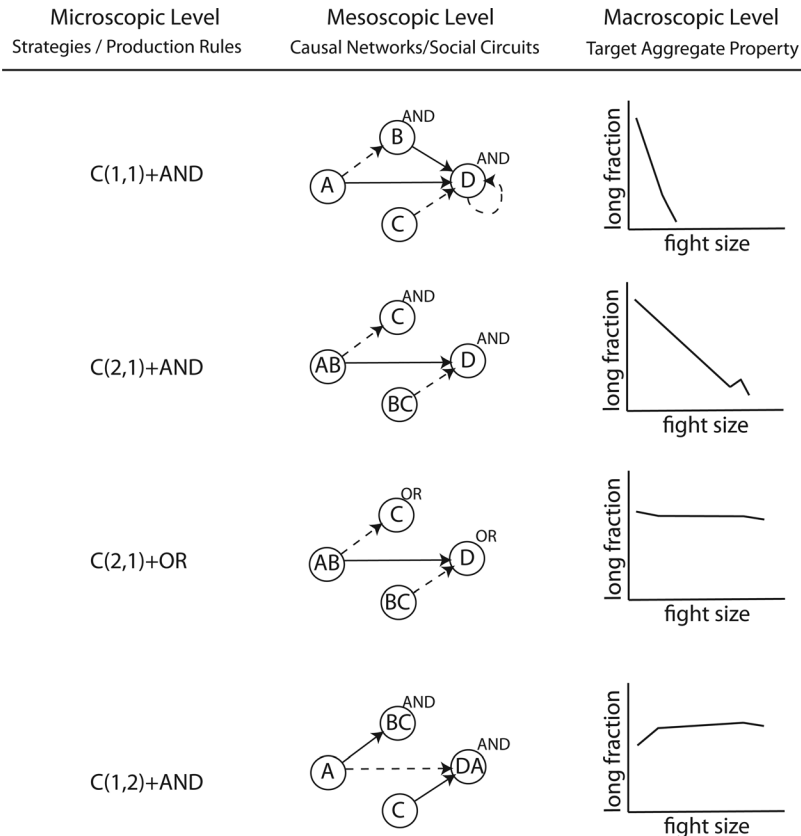 Microscopic Level
Mesoscopic Level
Macroscopic Level
Strategies / Production Rules
Causal Networks/Social Circuits
Target Aggregate Property
C(1,1)+AND
AND
B
AND
D
A
C
long fraction
fight size
C(2,1)+AND
AND
C
AND
D
AB
BC
long fraction
fight size
C(2,1)+OR
OR
C
OR
D
AB
BC
long fraction
fight size
C(1,2)+AND
AND
BC
AND
DA
A
C
long fraction
fight size